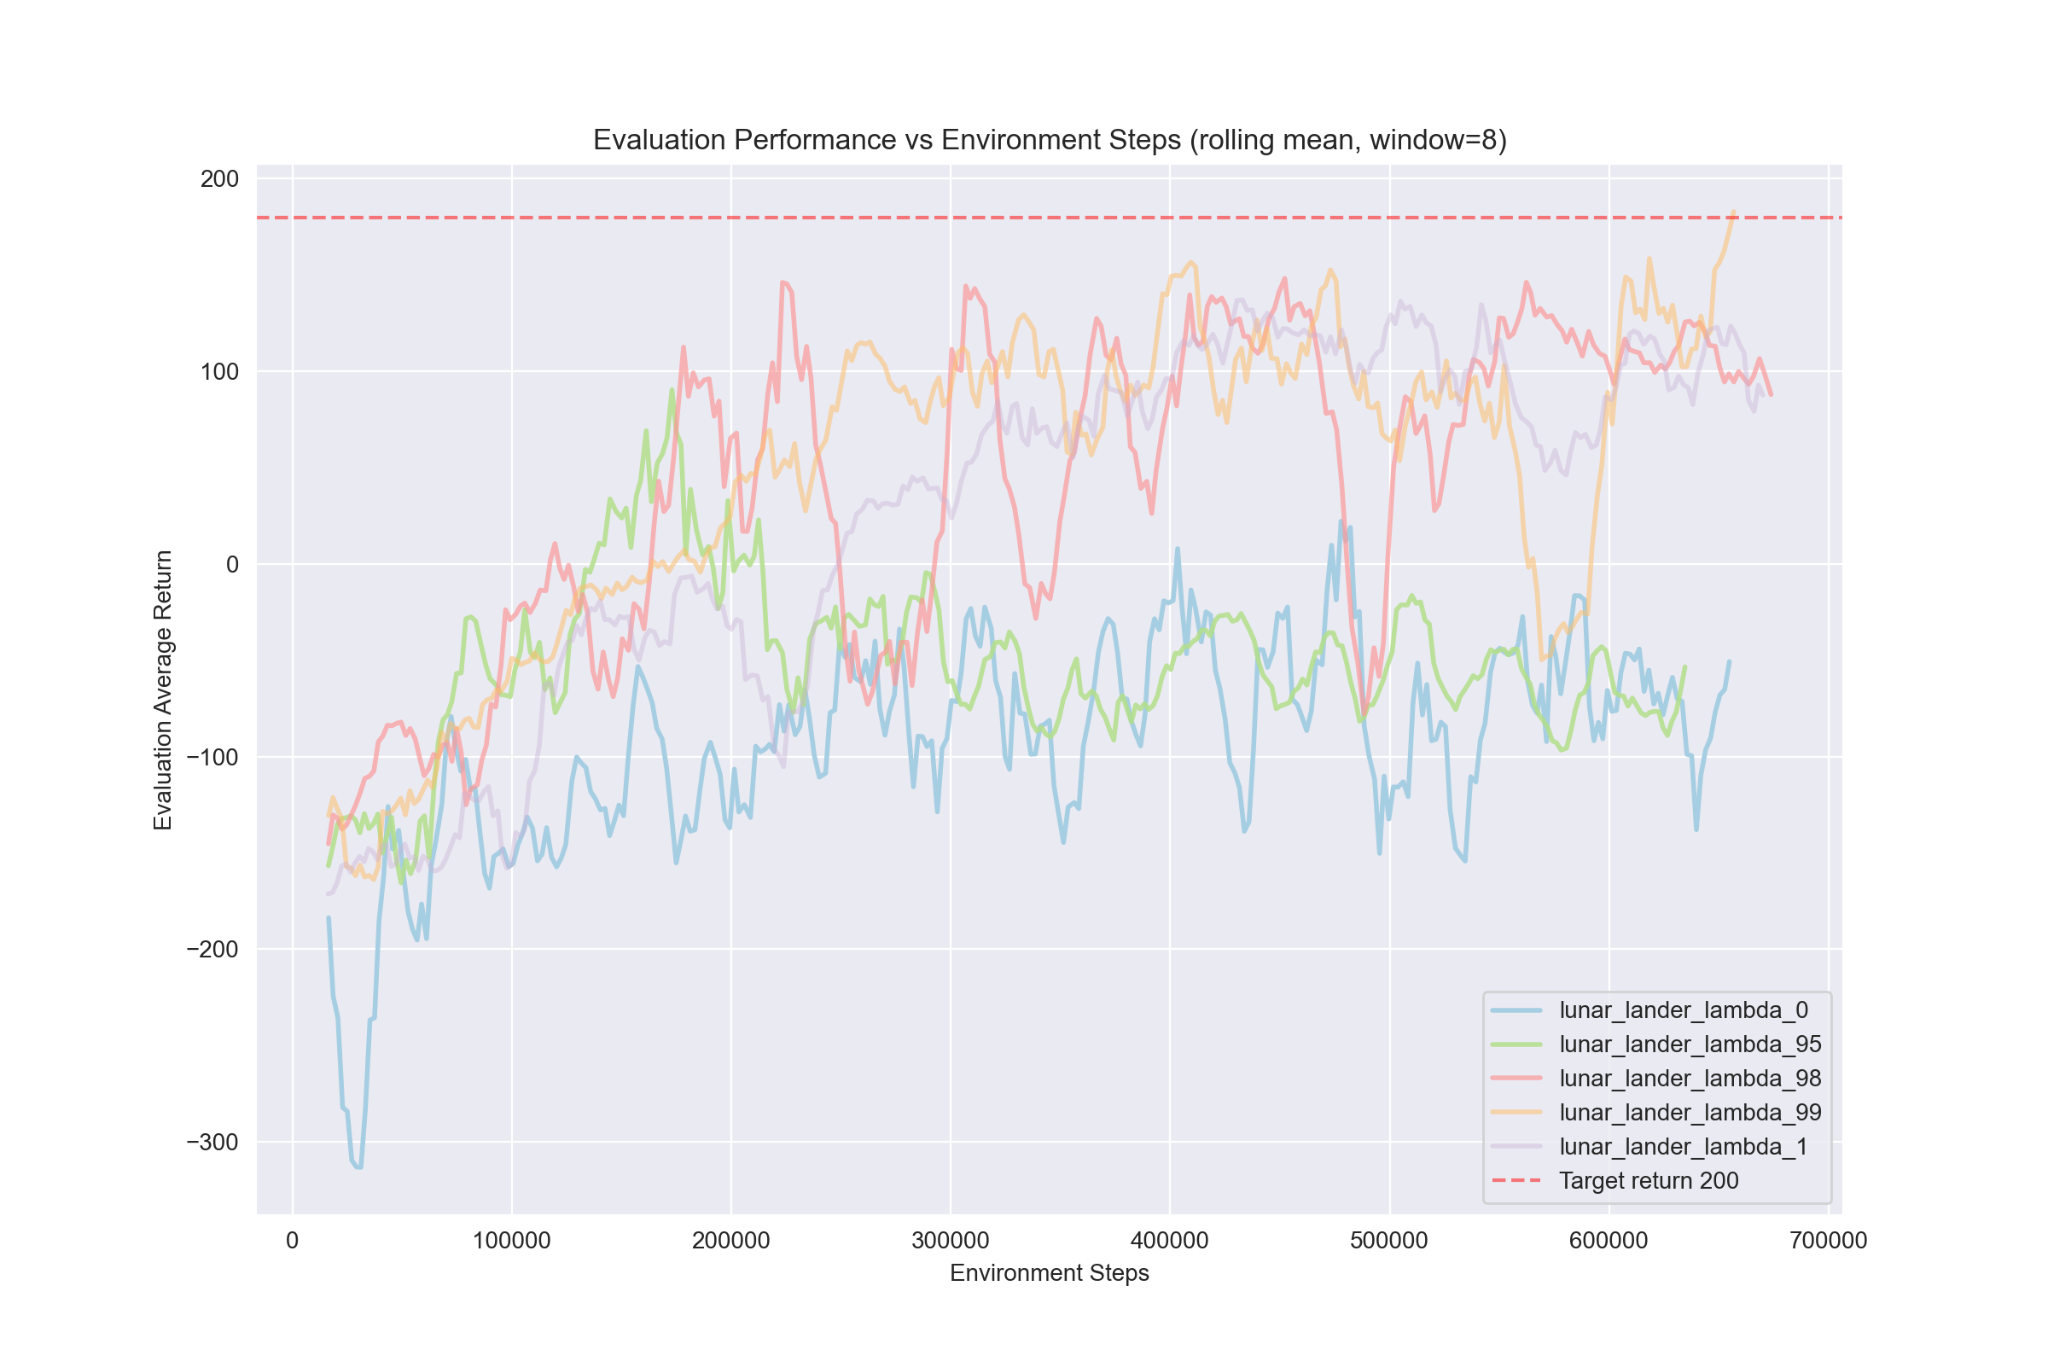 Evaluation Performance vs Environment Steps (rolling mean, window=8)
Evaluation Average Return
200
100
0
−100
−200
−300
0
100000
200000
300000
400000
500000
600000
700000
Environment Steps
lunar_lander_lambda_0
lunar_lander_lambda_95
lunar_lander_lambda_98
lunar_lander_lambda_99
lunar_lander_lambda_1
Target return 200